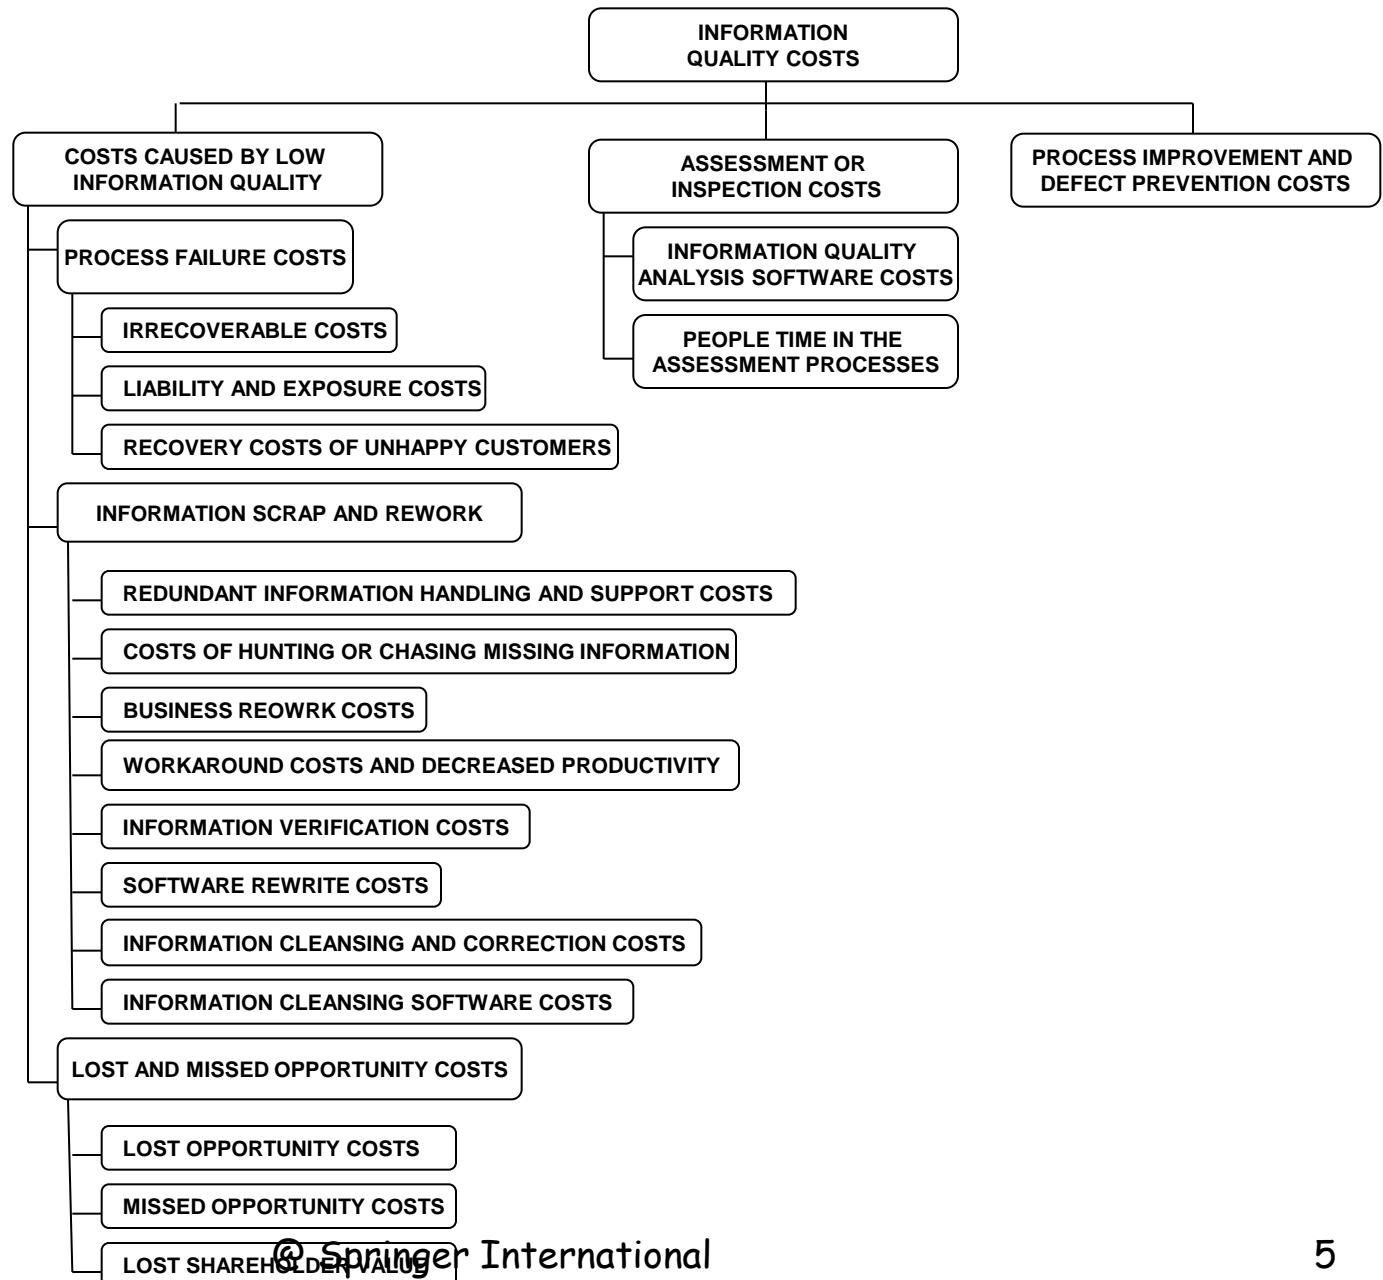 INFORMATION
QUALITY COSTS
COSTS CAUSED BY LOW
INFORMATION QUALITY
ASSESSMENT OR
INSPECTION COSTS
PROCESS IMPROVEMENT AND
DEFECT PREVENTION COSTS
PROCESS FAILURE COSTS
INFORMATION QUALITY
ANALYSIS SOFTWARE COSTS
IRRECOVERABLE COSTS
PEOPLE TIME IN THE
ASSESSMENT PROCESSES
LIABILITY AND EXPOSURE COSTS
RECOVERY COSTS OF UNHAPPY CUSTOMERS
INFORMATION SCRAP AND REWORK
REDUNDANT INFORMATION HANDLING AND SUPPORT COSTS
COSTS OF HUNTING OR CHASING MISSING INFORMATION
BUSINESS REOWRK COSTS
WORKAROUND COSTS AND DECREASED PRODUCTIVITY
INFORMATION VERIFICATION COSTS
SOFTWARE REWRITE COSTS
INFORMATION CLEANSING AND CORRECTION COSTS
INFORMATION CLEANSING SOFTWARE COSTS
LOST AND MISSED OPPORTUNITY COSTS
LOST OPPORTUNITY COSTS
MISSED OPPORTUNITY COSTS
LOST SHAREHOLDER VALUE
@ Springer International
5